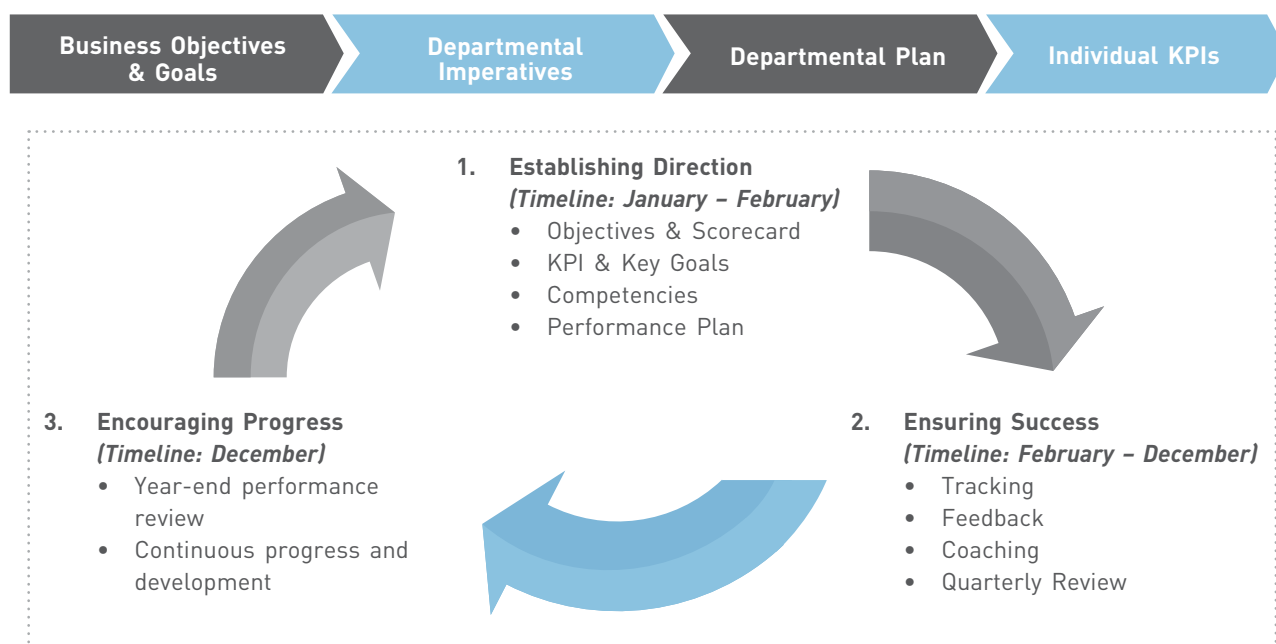 Business Objectives
& Goals
Departmental
Imperatives
Departmental Plan
Individual KPIs
1. Establishing Direction
(Timeline: January – February)
• Objectives & Scorecard
• KPI & Key Goals
• Competencies
• Performance Plan
2. Ensuring Success
(Timeline: February – December)
• Tracking
• Feedback
• Coaching
• Quarterly Review
3. Encouraging Progress
(Timeline: December)
• Year-end performance
review
• Continuous progress and
development